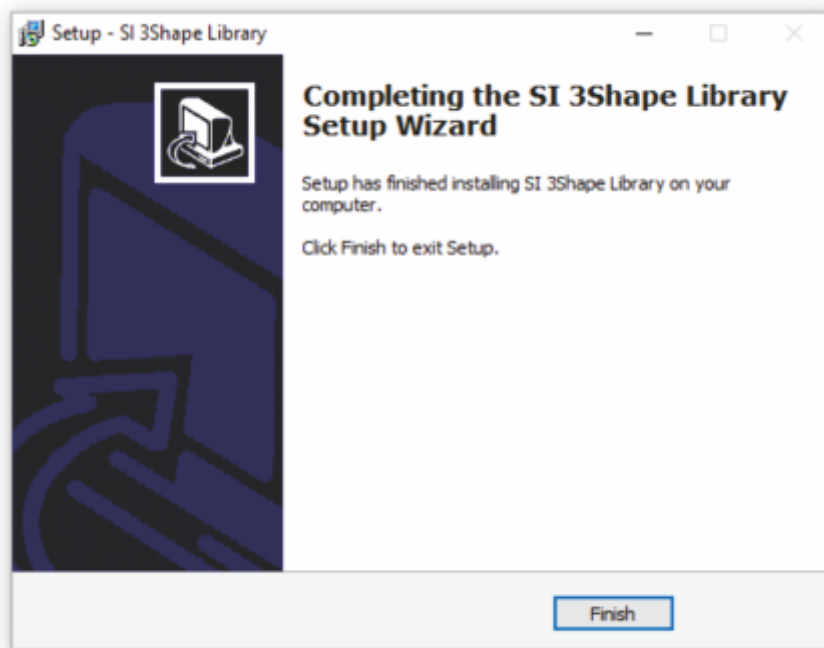 Setup - SI 3Shape Library
Completing the SI 3Shape Library
Setup Wizard
Setup has finished installing SI 3Shape Library on your
computer.
Click Finish to exit Setup.
Finish